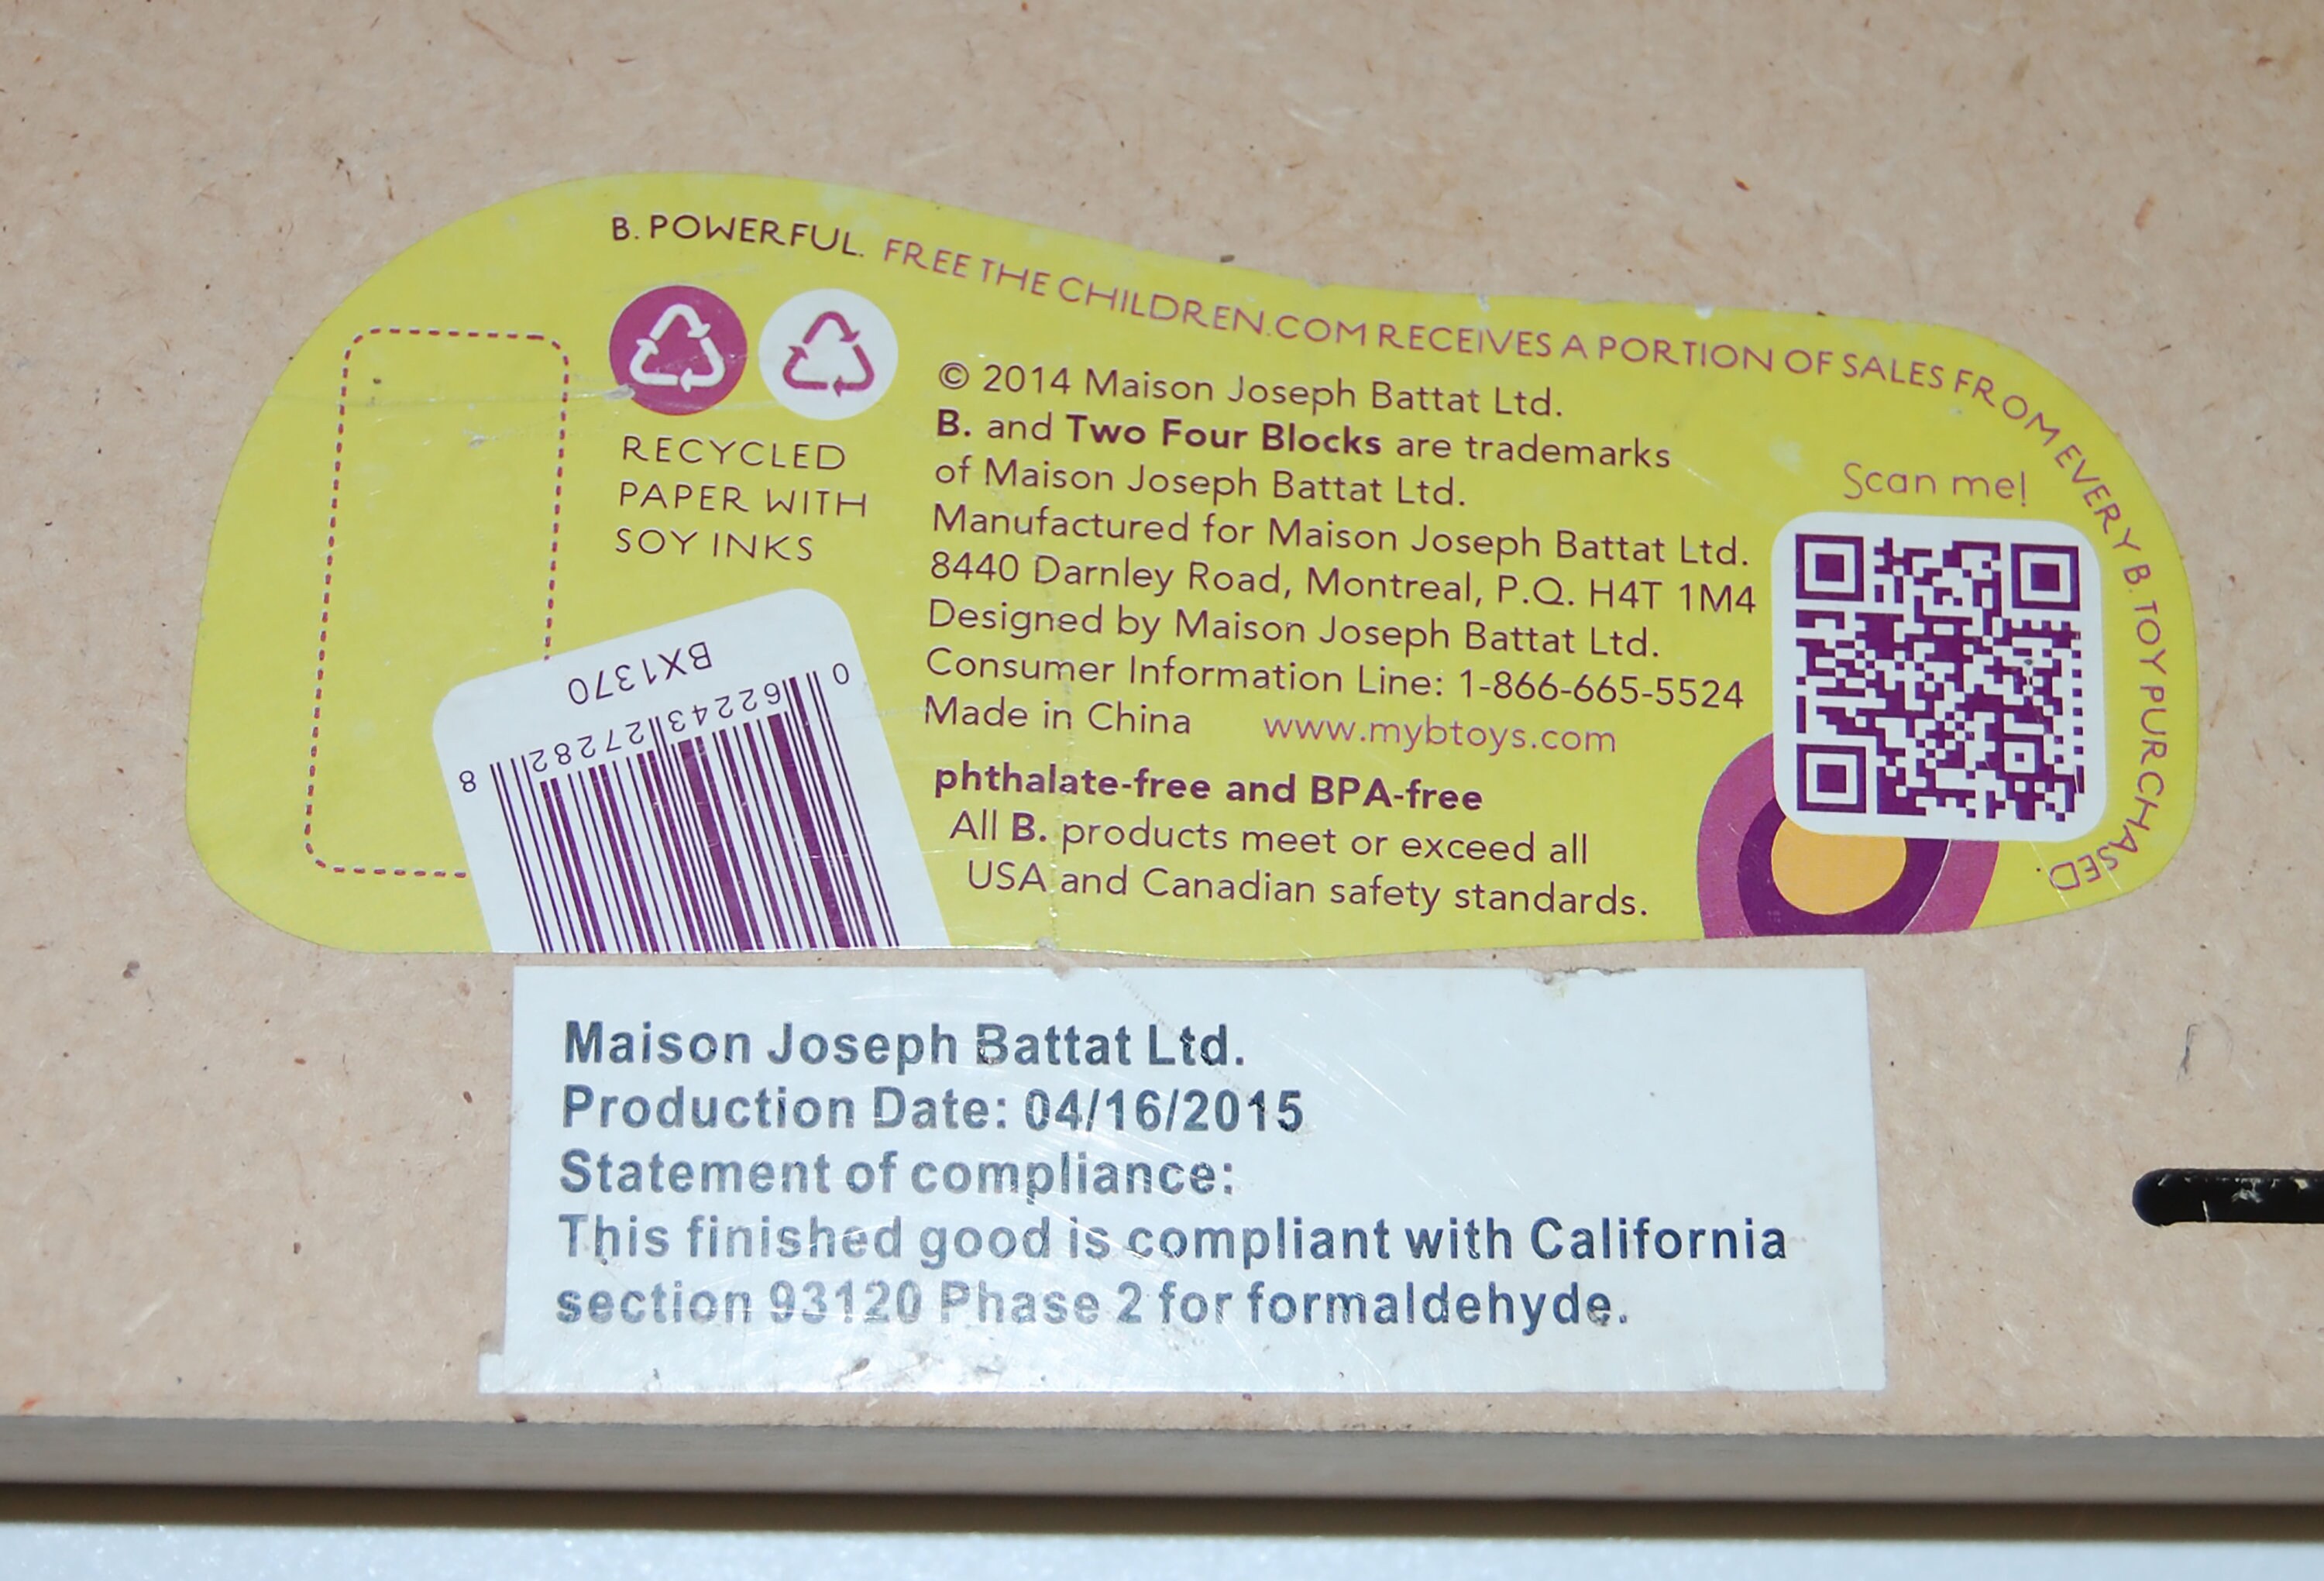 B. POWERFUL. FREE THE CHILDREN.COM RECEIVES A PORTION OF SALES FROM EVERY B. TOY PURCHASED.
RECYCLED
PAPER WITH
SOY INKS
© 2014 Maison Joseph Battat Ltd.
B. and Two Four Blocks are trademarks
of Maison Joseph Battat Ltd.
Manufactured for Maison Joseph Battat Ltd.
8440 Darnley Road, Montreal, P.Q. H4T 1M4
Designed by Maison Joseph Battat Ltd.
Consumer Information Line: 1-866-665-5524
Made in China www.mybtoys.com
phthalate-free and BPA-free
All B. products meet or exceed all
USA and Canadian safety standards.
Scan me!
0 62243 27282 8
BX1370
Maison Joseph Battat Ltd.
Production Date: 04/16/2015
Statement of compliance:
This finished good is compliant with California
section 93120 Phase 2 for formaldehyde.